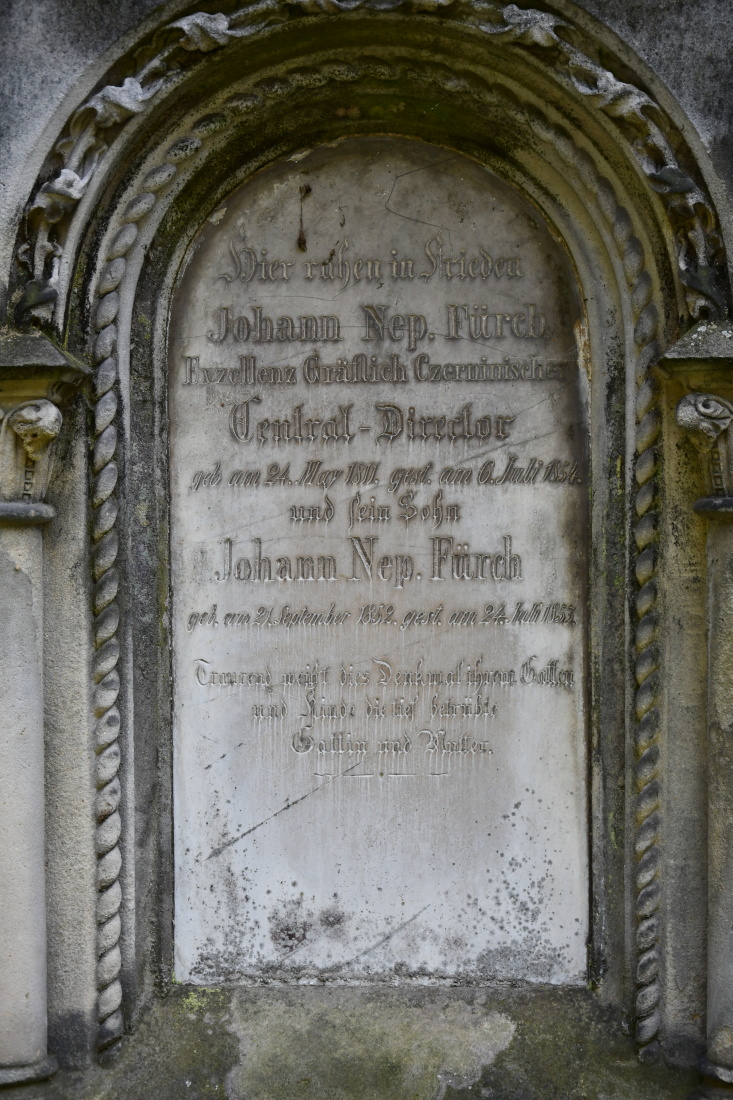 Hier ruhen in Frieden
Johann Nep. Fürch
Exzellenz Gräflich Czerninischer
Central-Director
geb am 24. May 1811. gest. am 6. Juli 1854.
und sein Sohn
Johann Nep. Fürch
geb. am 21. September 1852. gest. am 24. Juli 1853.
Traurend weiht dies Denkmal ihrem Gatten
und Kinde die tief betrübte
Gattin und Mutter.